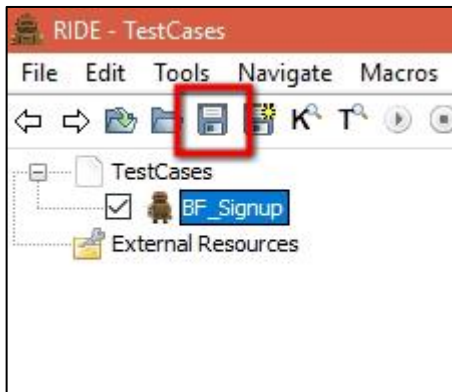 RIDE - TestCases
File Edit Tools Navigate Macros
K T
TestCases
BF_Signup
External Resources